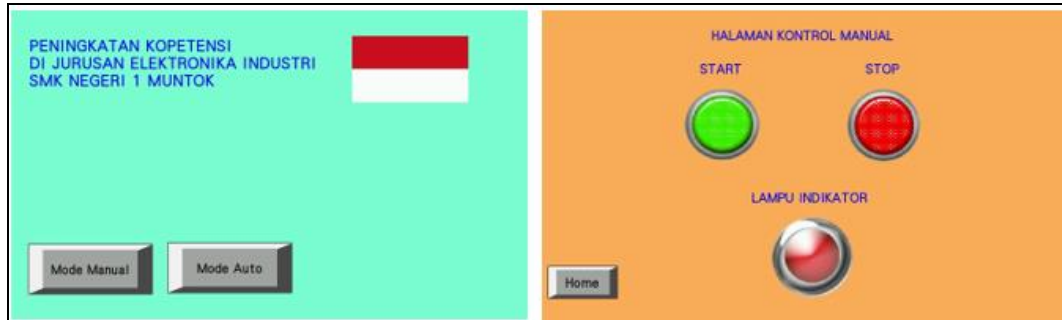 PENINGKATAN KOPETENSI
DI JURUSAN ELEKTRONIKA INDUSTRI
SMK NEGERI 1 MUNTOK
Mode Manual
Mode Auto
HALAMAN KONTROL MANUAL
START
STOP
LAMPU INDIKATOR
Home